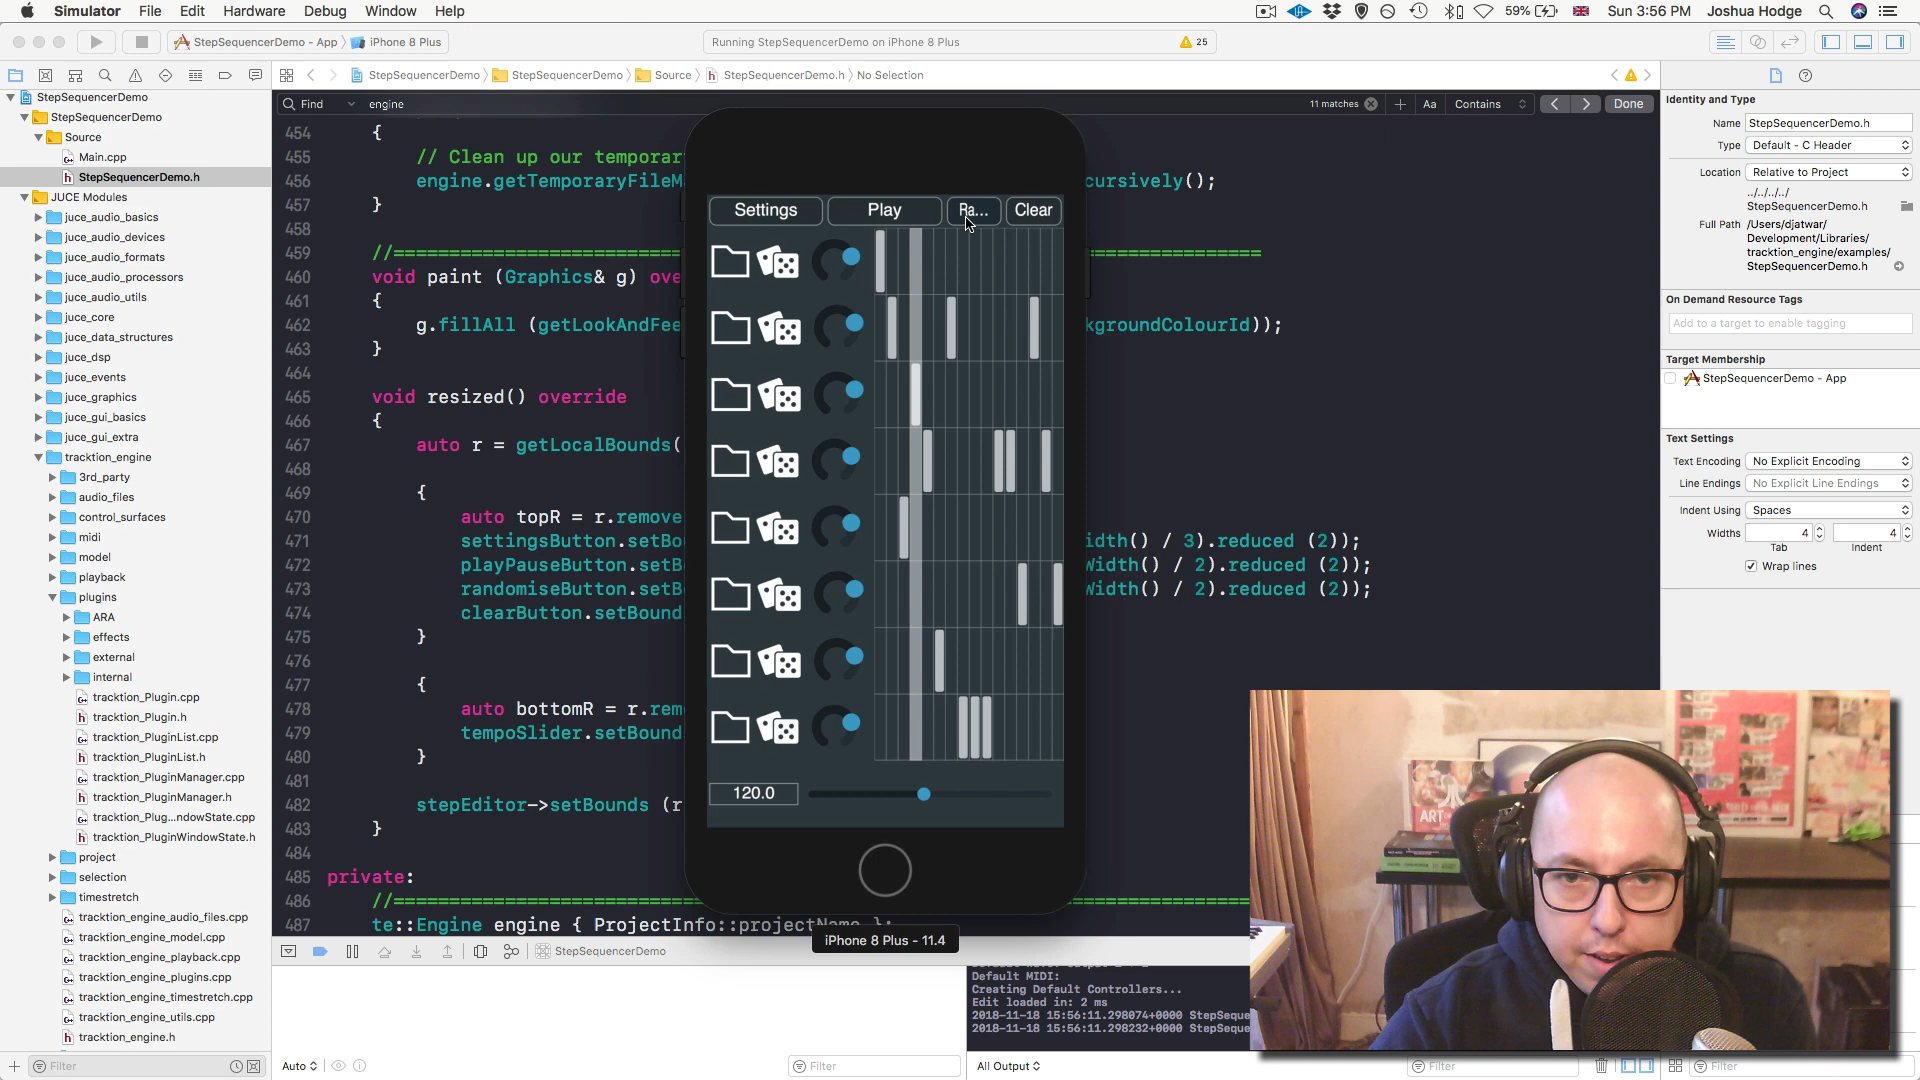 Simulator File Edit Hardware Debug Window Help
59% Sun 3:56 PM Joshua Hodge
StepSequencerDemo - App iPhone 8 Plus
Running StepSequencerDemo on iPhone 8 Plus 25
StepSequencerDemo StepSequencerDemo Source StepSequencerDemo.h No Selection
Find engine 11 matches Aa Contains Done
StepSequencerDemo
StepSequencerDemo
Source
Main.cpp
StepSequencerDemo.h
JUCE Modules
juce_audio_basics
juce_audio_devices
juce_audio_formats
juce_audio_processors
juce_audio_utils
juce_core
juce_data_structures
juce_dsp
juce_events
juce_graphics
juce_gui_basics
juce_gui_extra
tracktion_engine
3rd_party
audio_files
control_surfaces
midi
model
playback
plugins
ARA
effects
external
internal
tracktion_Plugin.cpp
tracktion_Plugin.h
tracktion_PluginList.cpp
tracktion_PluginList.h
tracktion_PluginManager.cpp
tracktion_PluginManager.h
tracktion_Plug...ndowState.cpp
tracktion_PluginWindowState.h
project
selection
timestretch
tracktion_engine_audio_files.cpp
tracktion_engine_model.cpp
tracktion_engine_playback.cpp
tracktion_engine_plugins.cpp
tracktion_engine_timestretch.cpp
tracktion_engine_utils.cpp
tracktion_engine.h
Filter
454 {
455 // Clean up our temporar
456 engine.getTemporaryFileM cursively();
457 }
458
459 //==========================
460 void paint (Graphics& g) ove
461 {
462 g.fillAll (getLookAndFee kgroundColourId));
463 }
464
465 void resized() override
466 {
467 auto r = getLocalBounds(
468
469 {
470 auto topR = r.remove
471 settingsButton.setBo idth() / 3).reduced (2));
472 playPauseButton.setB Width() / 2).reduced (2));
473 randomiseButton.setB Width() / 2).reduced (2));
474 clearButton.setBound
475 }
476
477 {
478 auto bottomR = r.rem
479 tempoSlider.setBound
480 }
481
482 stepEditor->setBounds (r
483 }
484
485 private:
486 //==========================
487 te::Engine engine { ProjectInfo::projectName };
Settings Play Ra... Clear
120.0
iPhone 8 Plus - 11.4
StepSequencerDemo
Default MIDI:
Creating Default Controllers...
Edit loaded in: 2 ms
2018-11-18 15:56:11.298074+0000 StepSeque
2018-11-18 15:56:11.298232+0000 StepSeque
Auto Filter All Output Filter Filter
Identity and Type
Name StepSequencerDemo.h
Type Default - C Header
Location Relative to Project
../../../../
StepSequencerDemo.h
Full Path /Users/djatwar/
Development/Libraries/
tracktion_engine/examples/
StepSequencerDemo.h
On Demand Resource Tags
Add to a target to enable tagging
Target Membership
StepSequencerDemo - App
Text Settings
Text Encoding No Explicit Encoding
Line Endings No Explicit Line Endings
Indent Using Spaces
Widths 4 4
Tab Indent
Wrap lines
ART